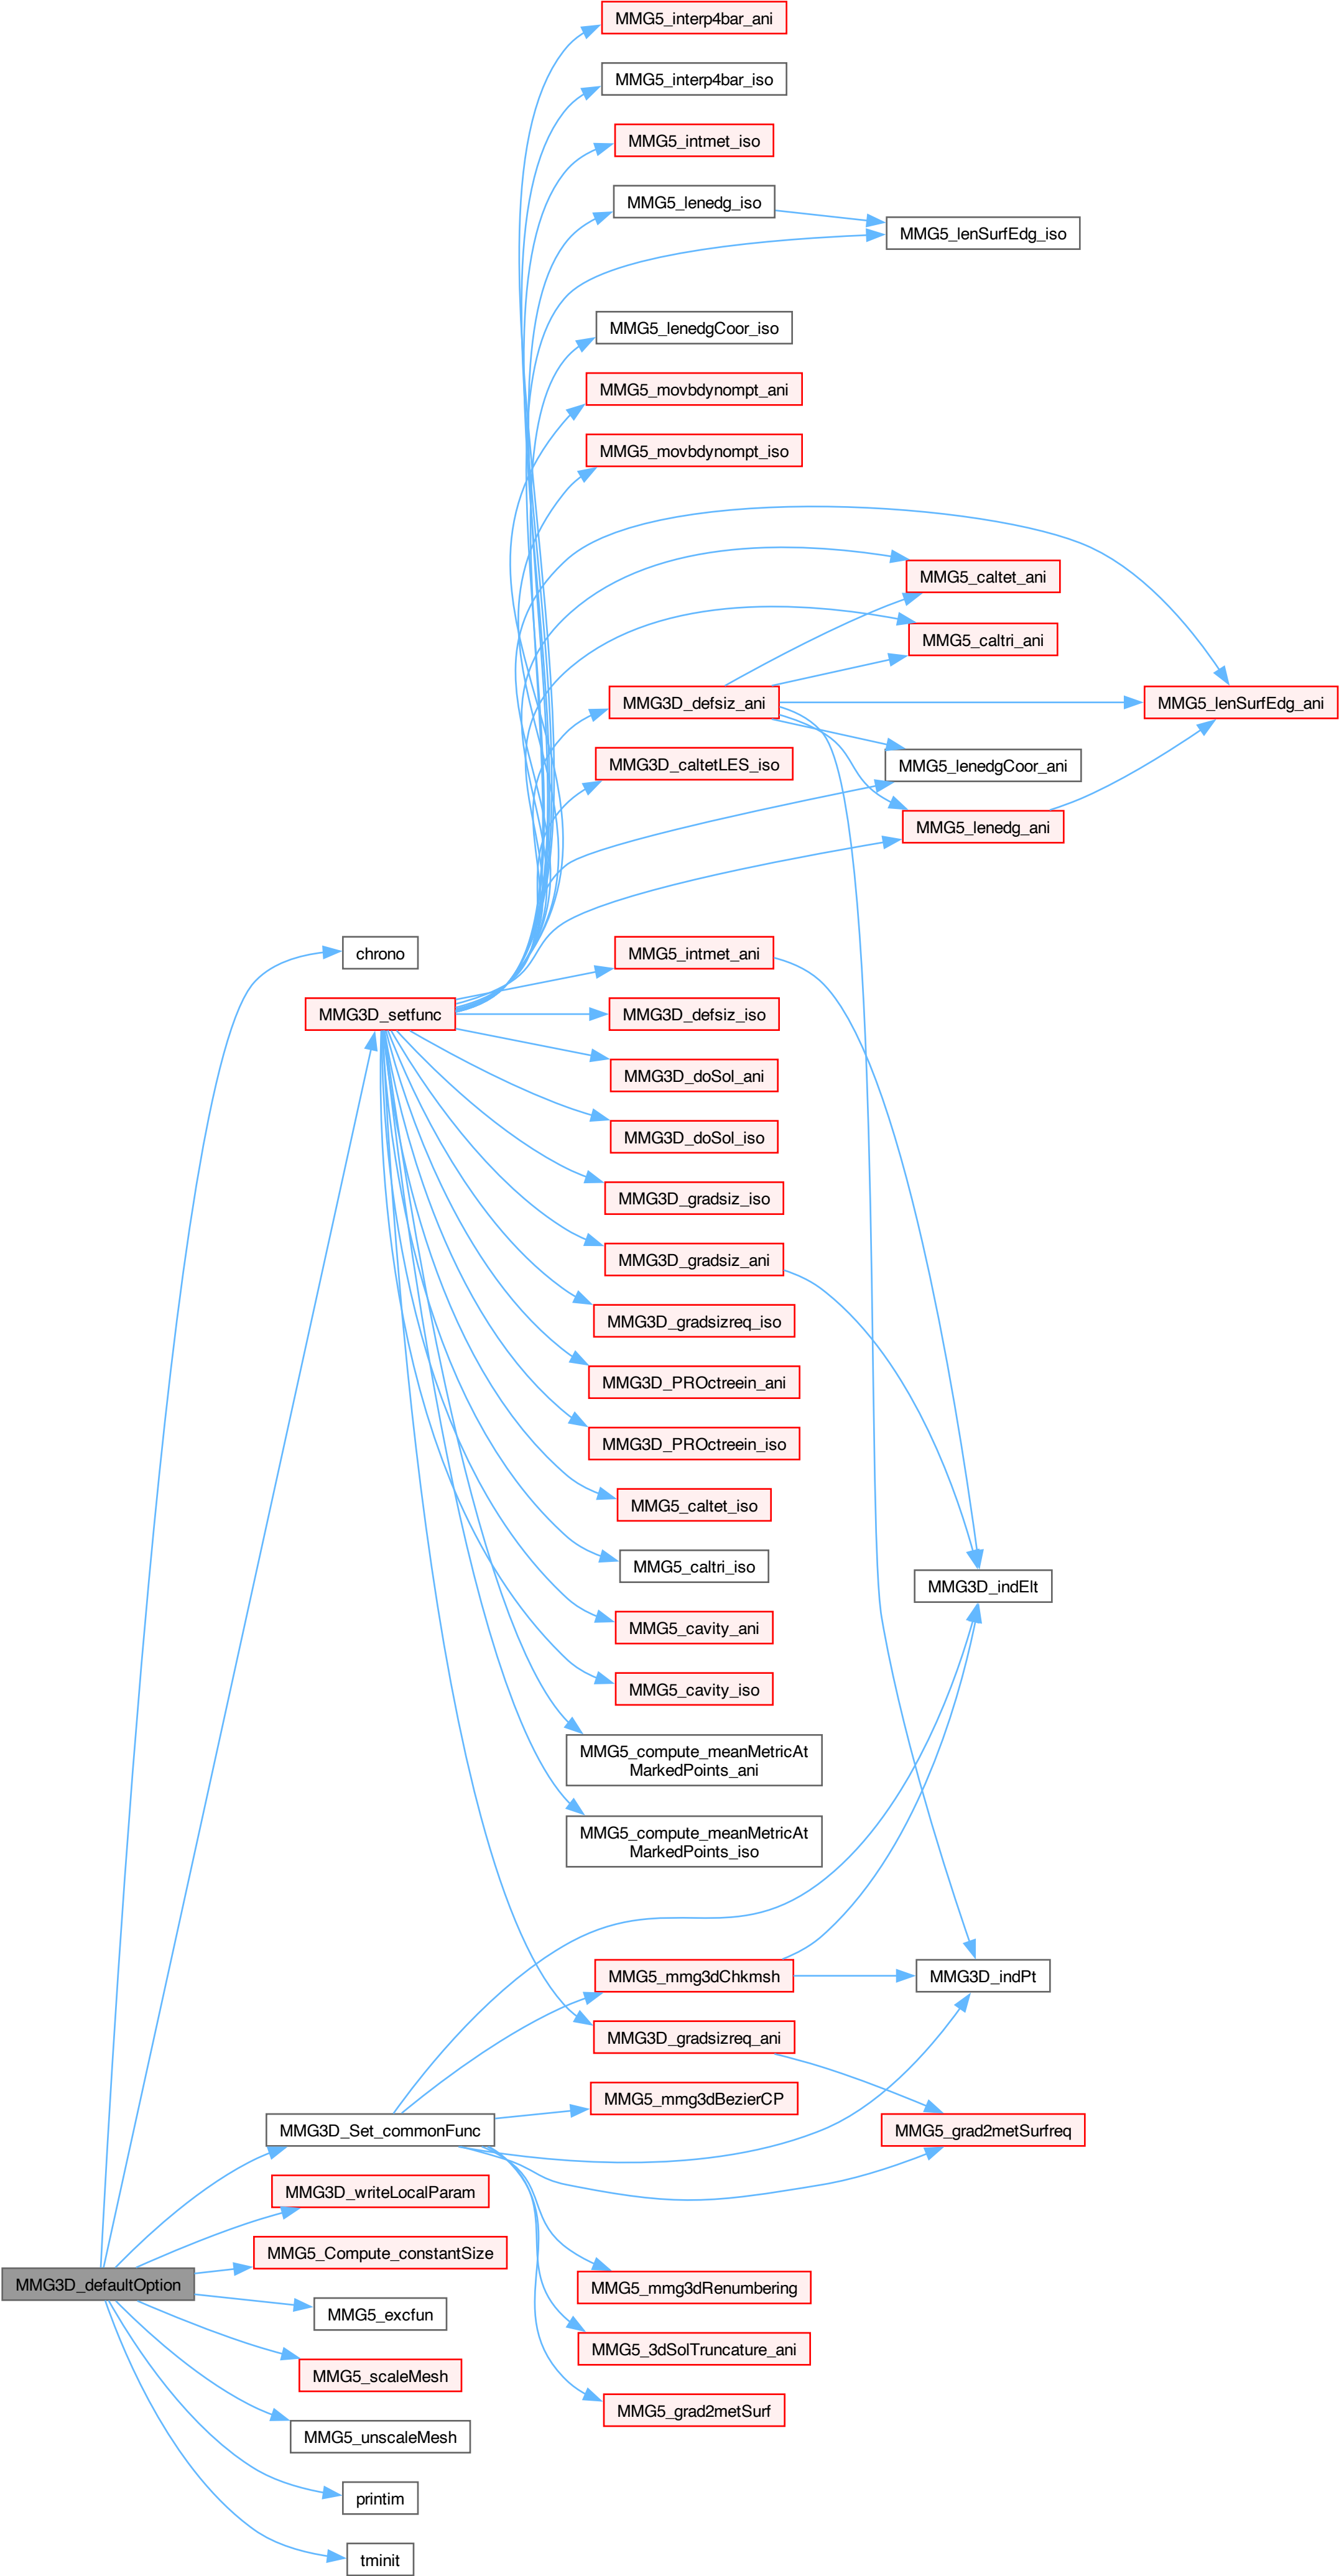 MMG5_interp4bar_ani
MMG5_interp4bar_iso
MMG5_intmet_iso
MMG5_lenedg_iso
MMG5_lenSurfEdg_iso
MMG5_lenedgCoor_iso
MMG5_movbdynompt_ani
MMG5_movbdynompt_iso
MMG5_caltet_ani
MMG5_caltri_ani
MMG3D_defsiz_ani
MMG5_lenSurfEdg_ani
MMG3D_caltetLES_iso
MMG5_lenedgCoor_ani
MMG5_lenedg_ani
chrono
MMG5_intmet_ani
MMG3D_setfunc
MMG3D_defsiz_iso
MMG3D_doSol_ani
MMG3D_doSol_iso
MMG3D_gradsiz_iso
MMG3D_gradsiz_ani
MMG3D_gradsizreq_iso
MMG3D_PROctreein_ani
MMG3D_PROctreein_iso
MMG5_caltet_iso
MMG5_caltri_iso
MMG3D_indElt
MMG5_cavity_ani
MMG5_cavity_iso
MMG5_compute_meanMetricAt
MarkedPoints_ani
MMG5_compute_meanMetricAt
MarkedPoints_iso
MMG5_mmg3dChkmsh
MMG3D_indPt
MMG3D_gradsizreq_ani
MMG5_mmg3dBezierCP
MMG3D_Set_commonFunc
MMG5_grad2metSurfreq
MMG3D_writeLocalParam
MMG5_Compute_constantSize
MMG3D_defaultOption
MMG5_mmg3dRenumbering
MMG5_excfun
MMG5_3dSolTruncature_ani
MMG5_scaleMesh
MMG5_grad2metSurf
MMG5_unscaleMesh
printim
tminit